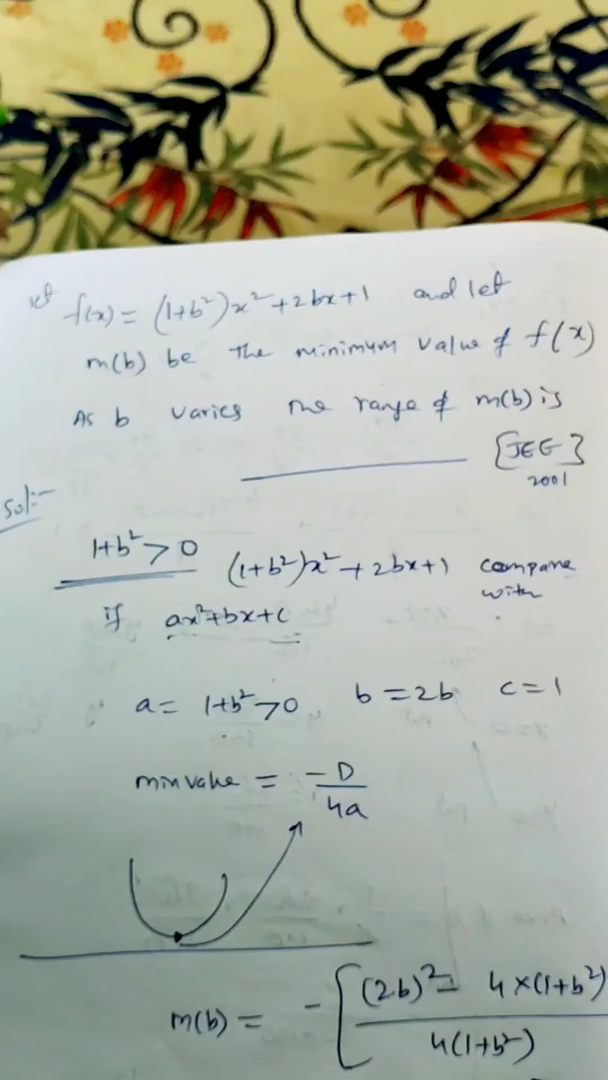 let f(x) = (1+b²)x²+2bx+1 and let
m(b) be the minimum value of f(x)
As b varies the range of m(b) is
[JEE]
2001
Sol:-
1+b² > 0 (1+b²)x²+2bx+1 compare
with
if ax²+bx+c
a = 1+b² > 0 b = 2b c = 1
min value = -D/4a
m(b) = -[(2b)² - 4×(1+b²)/4(1+b²)